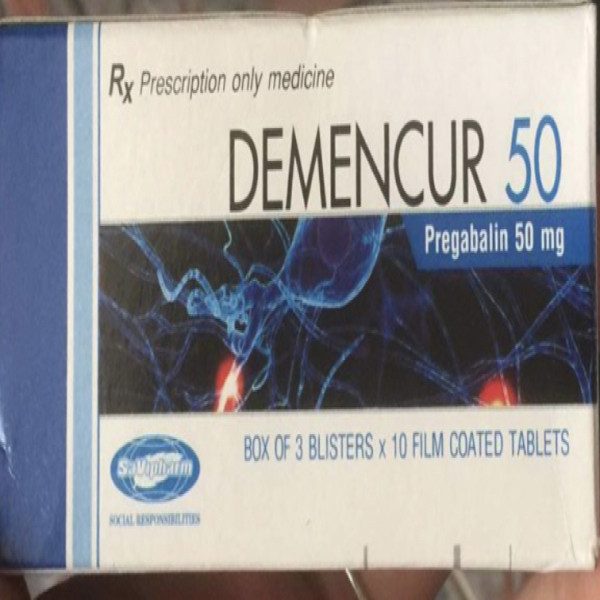 Rx Prescription only medicine
DEMENCUR 50
Pregabalin 50 mg
BOX OF 3 BLISTERS x 10 FILM COATED TABLETS
SaVipharm
SOCIAL RESPONSIBILITIES